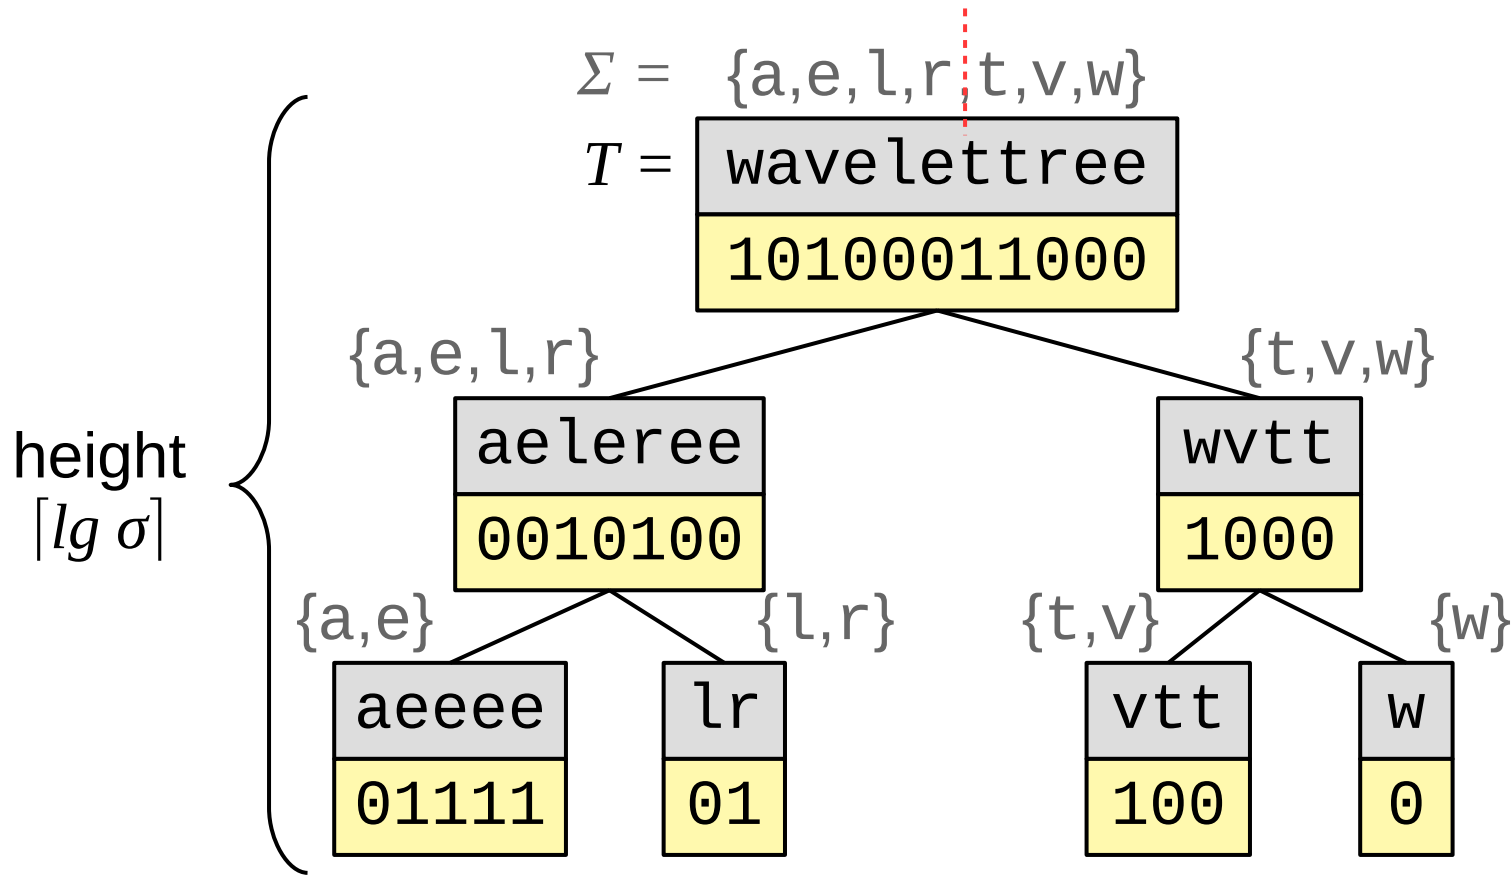 Σ = {a,e,l,r,t,v,w}
T = wavelettree
10100011000
{a,e,l,r} {t,v,w}
aeleree wvtt
0010100 1000
height
⌈lg σ⌉
{a,e} {l,r} {t,v} {w}
aeeee lr vtt w
01111 01 100 0